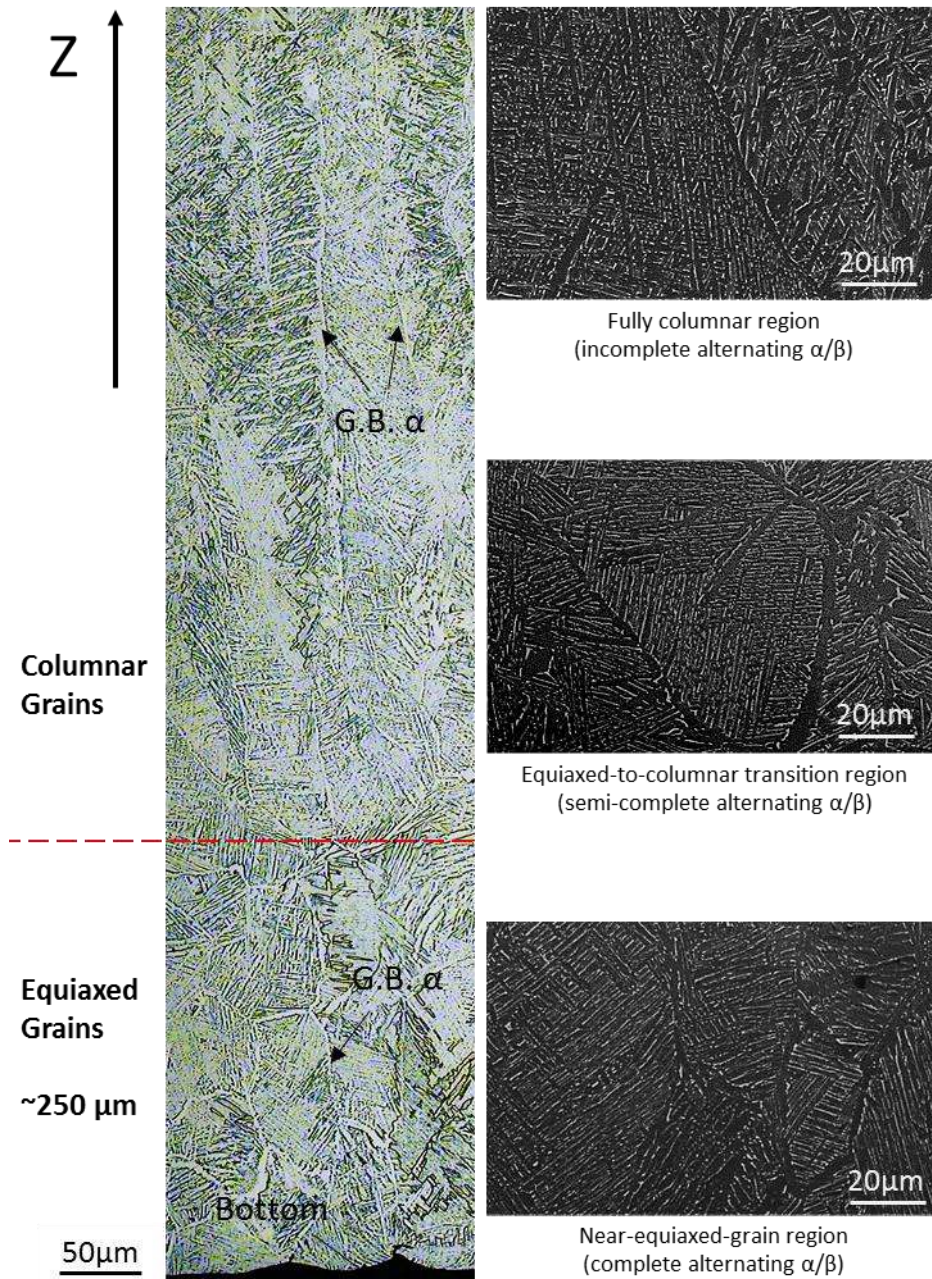 Z
G.B. α
Columnar
Grains
G.B. α
Equiaxed
Grains
~250 µm
Bottom
50µm
20µm
Fully columnar region
(incomplete alternating α/β)
20µm
Equiaxed-to-columnar transition region
(semi-complete alternating α/β)
20µm
Near-equiaxed-grain region
(complete alternating α/β)